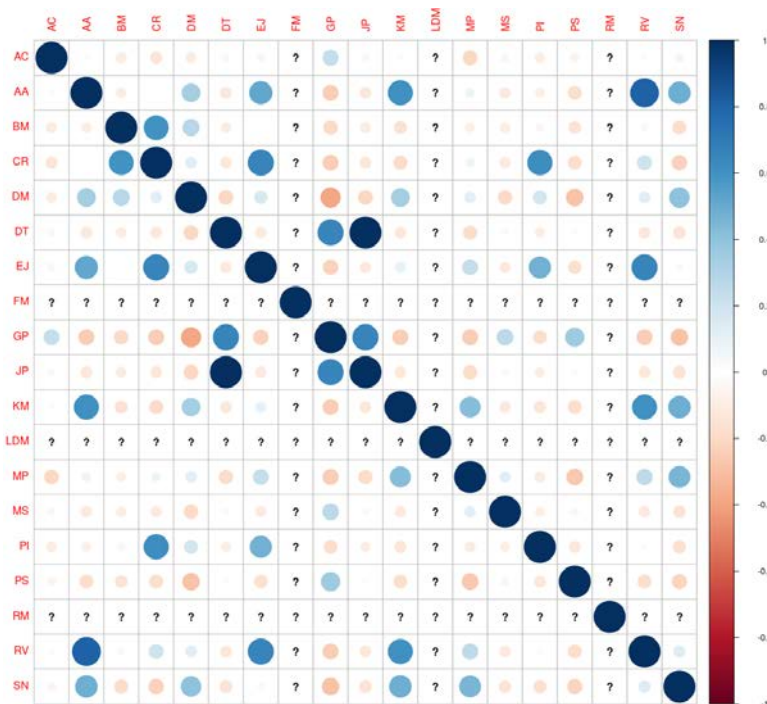 AC AA BM CR DM DT EJ FM GP JP KM LDM MP MS PI PS RM RV SN
AC ? ? ?
AA ? ? ?
BM ? ? ?
CR ? ? ?
DM ? ? ?
DT ? ? ?
EJ ? ? ?
FM ? ? ? ? ? ? ? ? ? ? ? ? ? ? ? ? ? ?
GP ? ? ?
JP ? ? ?
KM ? ? ?
LDM ? ? ? ? ? ? ? ? ? ? ? ? ? ? ? ? ? ?
MP ? ? ?
MS ? ? ?
PI ? ? ?
PS ? ? ?
RM ? ? ? ? ? ? ? ? ? ? ? ? ? ? ? ? ? ?
RV ? ? ?
SN ? ? ?
1
0